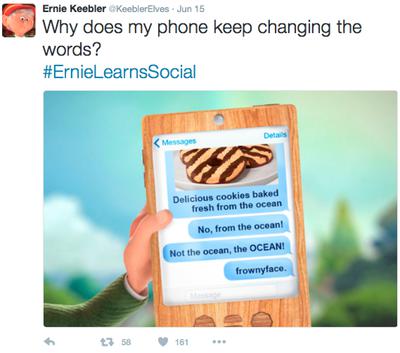 Ernie Keebler @KeeblerElves · Jun 15
Why does my phone keep changing the
words?
#ErnieLearnsSocial
Messages
Details
Delicious cookies baked
fresh from the ocean
No, from the ocean!
Not the ocean, the OCEAN!
frownyface.
Message
58
161